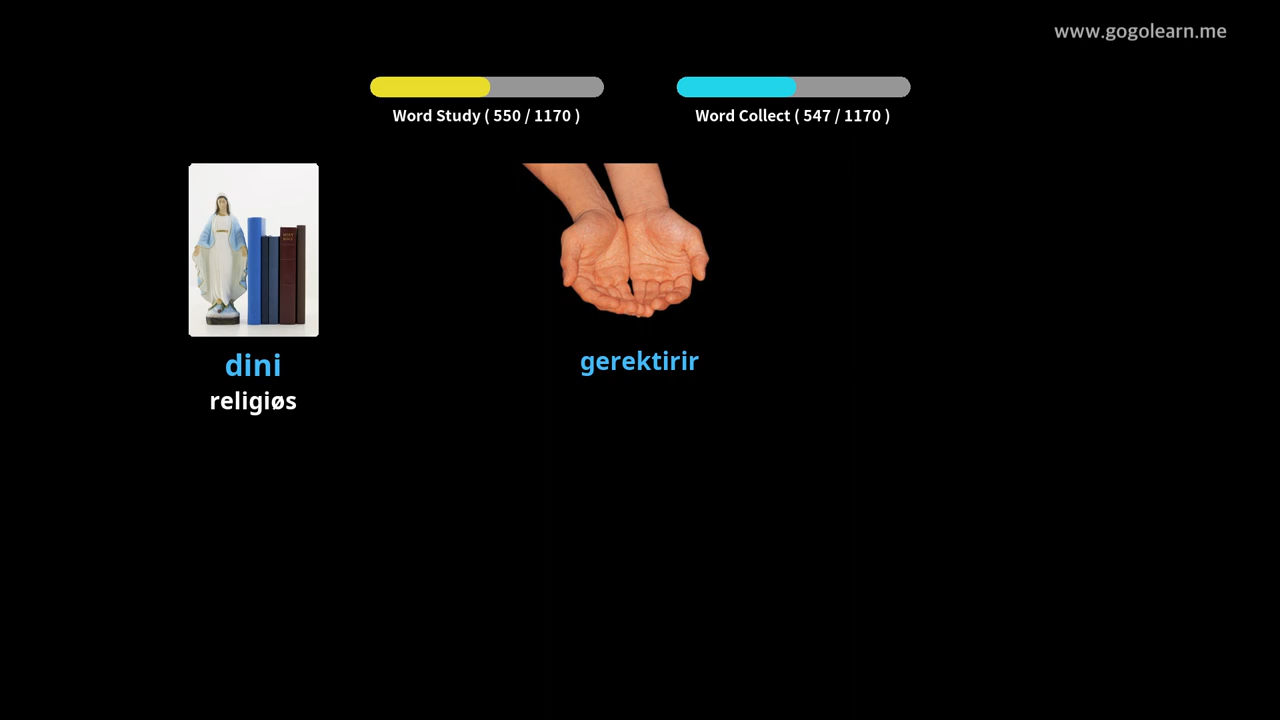 www.gogolearn.me
Word Study ( 550 / 1170 )
Word Collect ( 547 / 1170 )
dini
religiøs
gerektirir